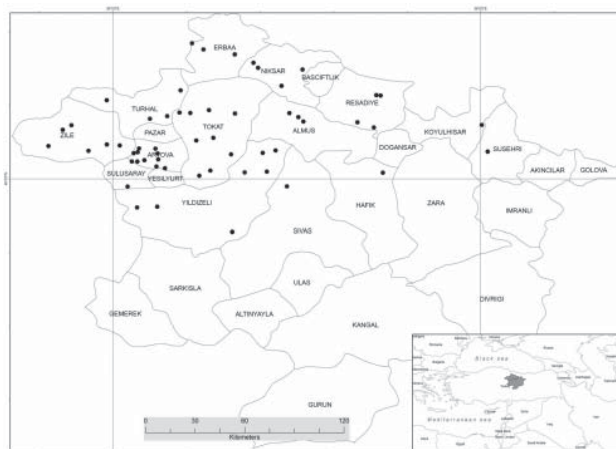 ERBAA
NIKSAR
BASCIFTLIK
RESADIYE
TURHAL
TOKAT
ALMUS
ZILE
PAZAR
KOYULHISAR
SUSEHRI
DOGANSAR
ARTOVA
SULUSARAY
YESILYURT
AKINCILAR
GOLOVA
YILDIZELI
HAFIK
ZARA
IMRANLI
SIVAS
SARKISLA
ULAS
DIVRIGI
GEMEREK
ALTINYAYLA
KANGAL
GURUN
0 30 60 120
Kilometers
Black sea
Mediterranean sea